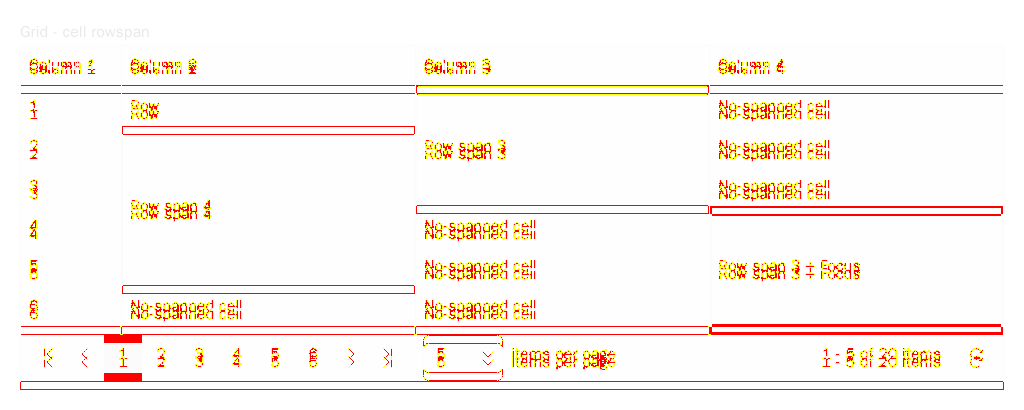 Grid - cell rowspan
Column 1 Column 2 Column 3 Column 4
1 Row No spanned cell
2 Row span 3 No spanned cell
3 No spanned cell
Row span 4
4 No spanned cell
5 No spanned cell Row span 3 + Focus
6 No spanned cell No spanned cell
1 2 3 4 5 6 5 Items per page 1 - 5 of 20 items